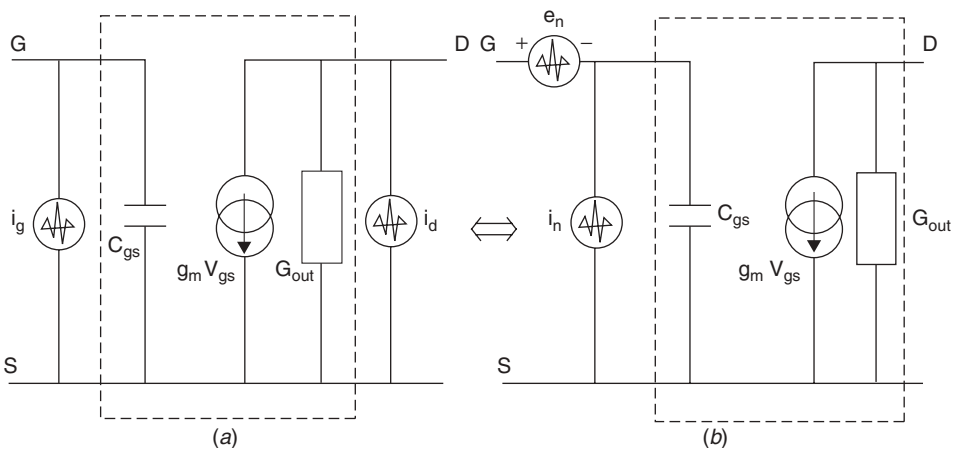 e_n
G
D
G
+
−
D
i_g
C_gs
g_m V_gs
G_out
i_d
i_n
C_gs
g_m V_gs
G_out
S
S
(a)
(b)